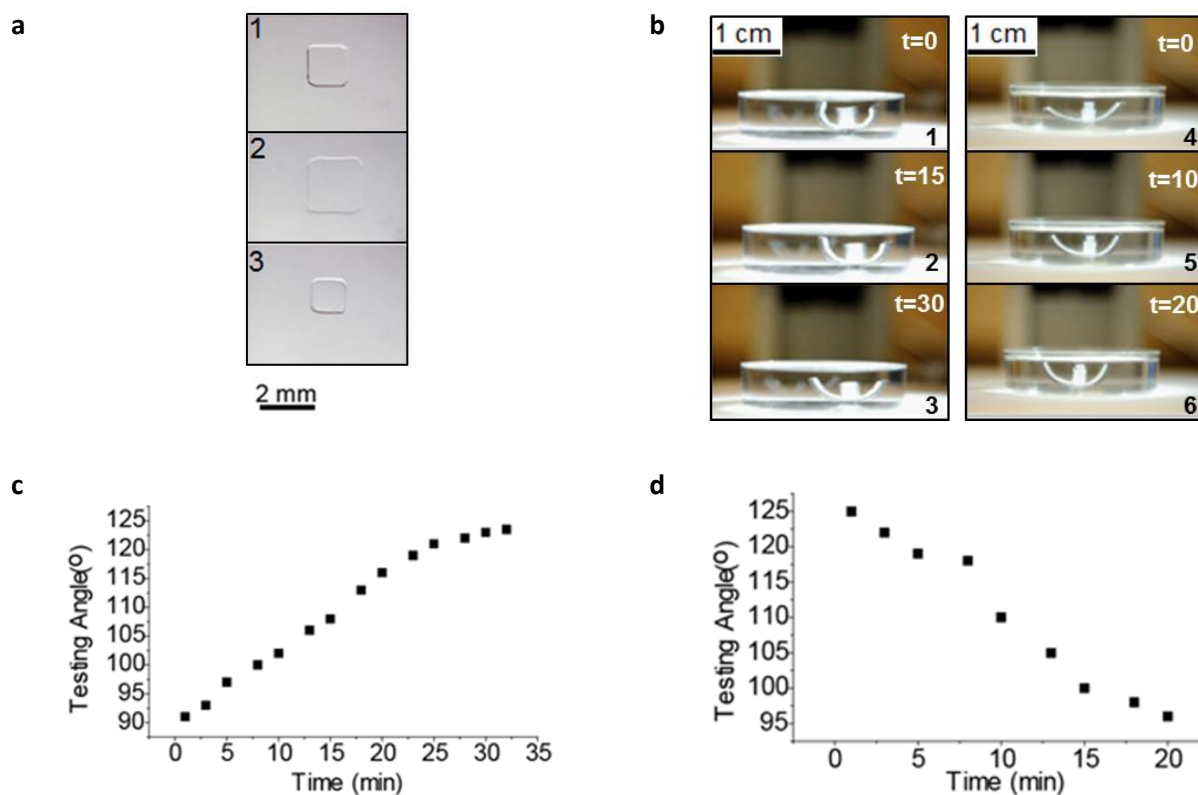 a
1
2
3
2 mm
b
1 cm
t=0
1
t=15
2
t=30
3
1 cm
t=0
4
t=10
5
t=20
6
c
Testing Angle(º)
125
120
115
110
105
100
95
90
0 5 10 15 20 25 30 35
Time (min)
d
Testing Angle(º)
125
120
115
110
105
100
95
0 5 10 15 20
Time (min)